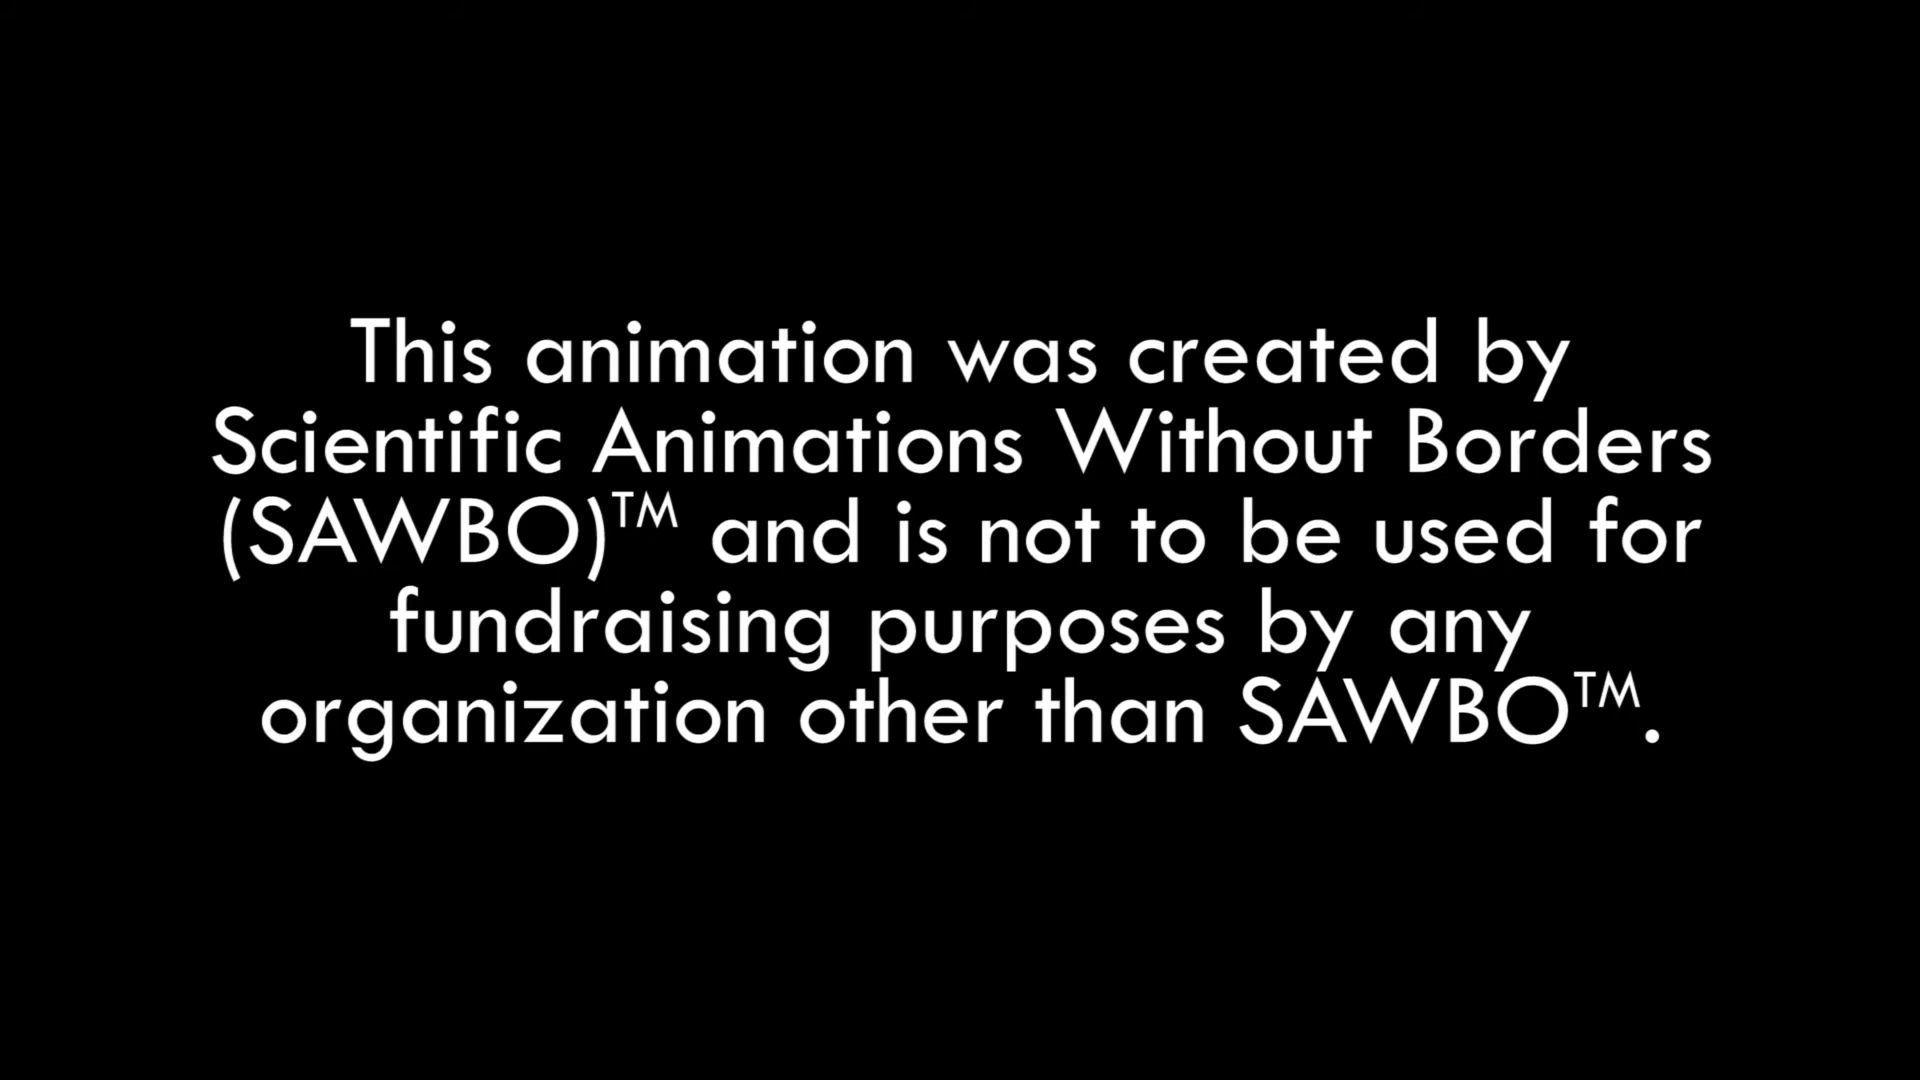 This animation was created by
Scientific Animations Without Borders
(SAWBO)™ and is not to be used for
fundraising purposes by any
organization other than SAWBO™.